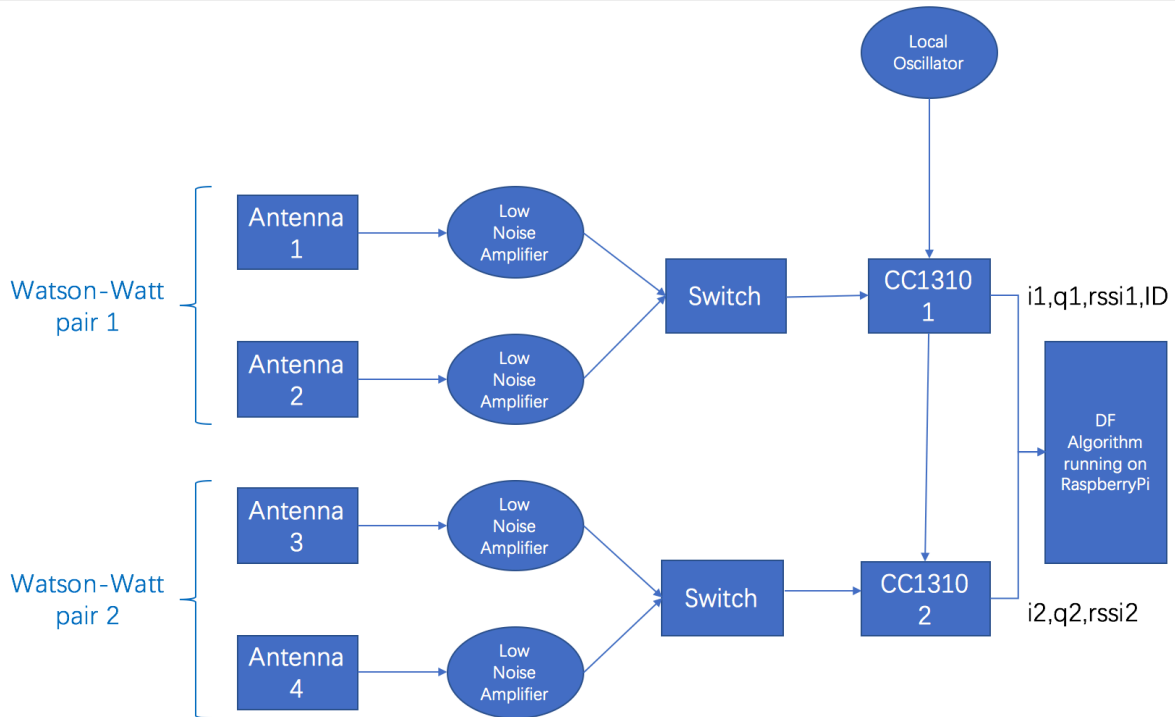 Local
Oscillator
Watson-Watt
pair 1
Antenna
1
Low
Noise
Amplifier
Antenna
2
Low
Noise
Amplifier
Switch
CC1310
1
i1,q1,rssi1,ID
DF
Algorithm
running on
RaspberryPi
Watson-Watt
pair 2
Antenna
3
Low
Noise
Amplifier
Antenna
4
Low
Noise
Amplifier
Switch
CC1310
2
i2,q2,rssi2